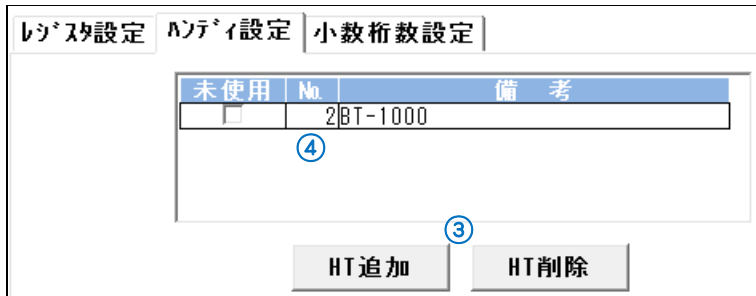 ﾚｼﾞｽﾀ設定 ﾊﾝﾃﾞｨ設定 小数桁数設定
未使用 No. 備 考
2 BT-1000
④
③
HT追加 HT削除